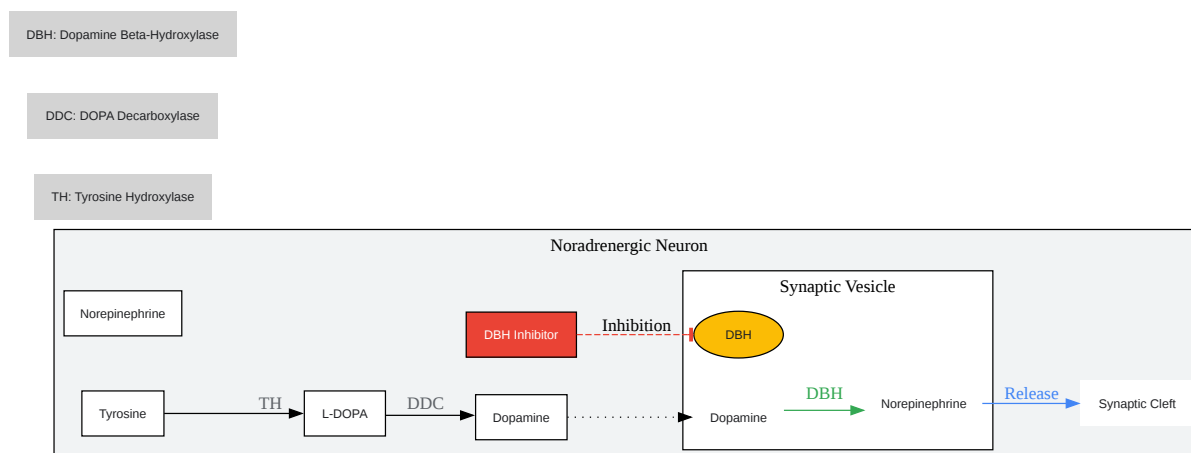 DBH: Dopamine Beta-Hydroxylase
DDC: DOPA Decarboxylase
TH: Tyrosine Hydroxylase
Noradrenergic Neuron
Synaptic Vesicle
Norepinephrine
DBH Inhibitor
Inhibition
DBH
Tyrosine
TH
L-DOPA
DDC
Dopamine
Dopamine
DBH
Norepinephrine
Release
Synaptic Cleft